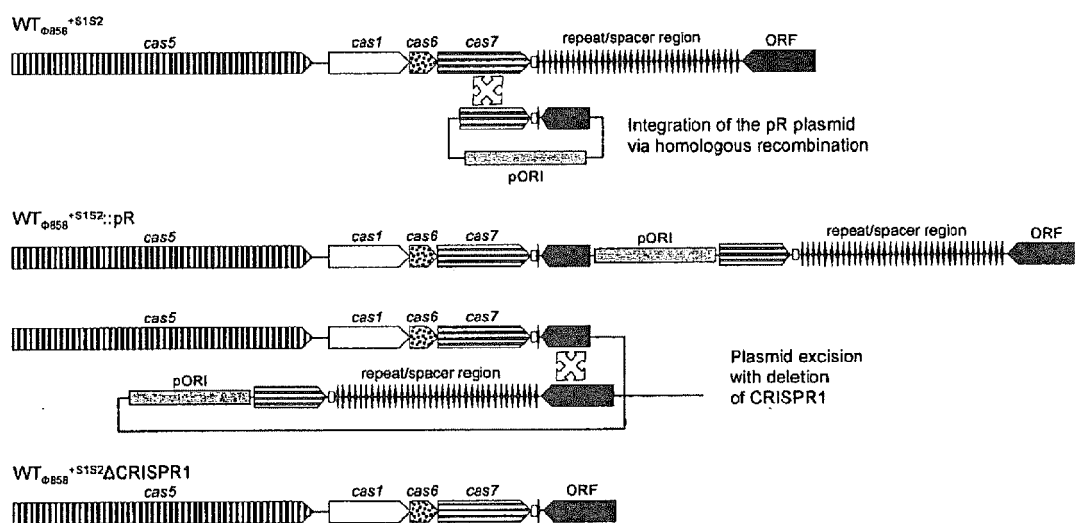 WTΦ858+S1S2
cas5 cas1 cas6 cas7 repeat/spacer region ORF
Integration of the pR plasmid
via homologous recombination
pORI
WTΦ858+S1S2::pR
cas5 cas1 cas6 cas7 pORI repeat/spacer region ORF
cas5 cas1 cas6 cas7
pORI repeat/spacer region
Plasmid excision
with deletion
of CRISPR1
WTΦ858+S1S2ΔCRISPR1
cas5 cas1 cas6 cas7 ORF